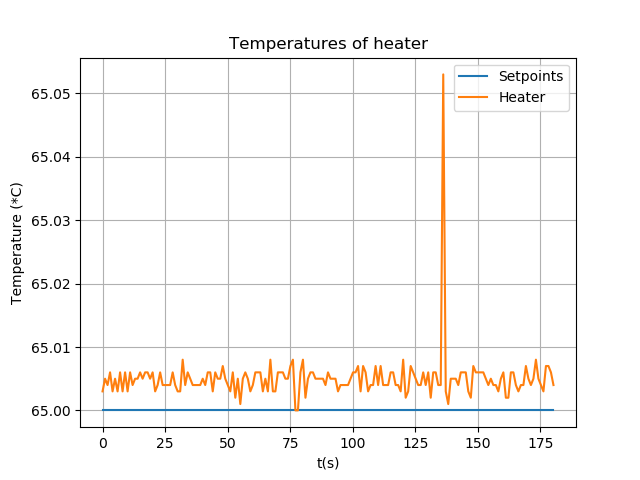 Temperatures of heater
Setpoints
Heater
65.05
65.04
65.03
65.02
65.01
65.00
Temperature (*C)
0 25 50 75 100 125 150 175
t(s)